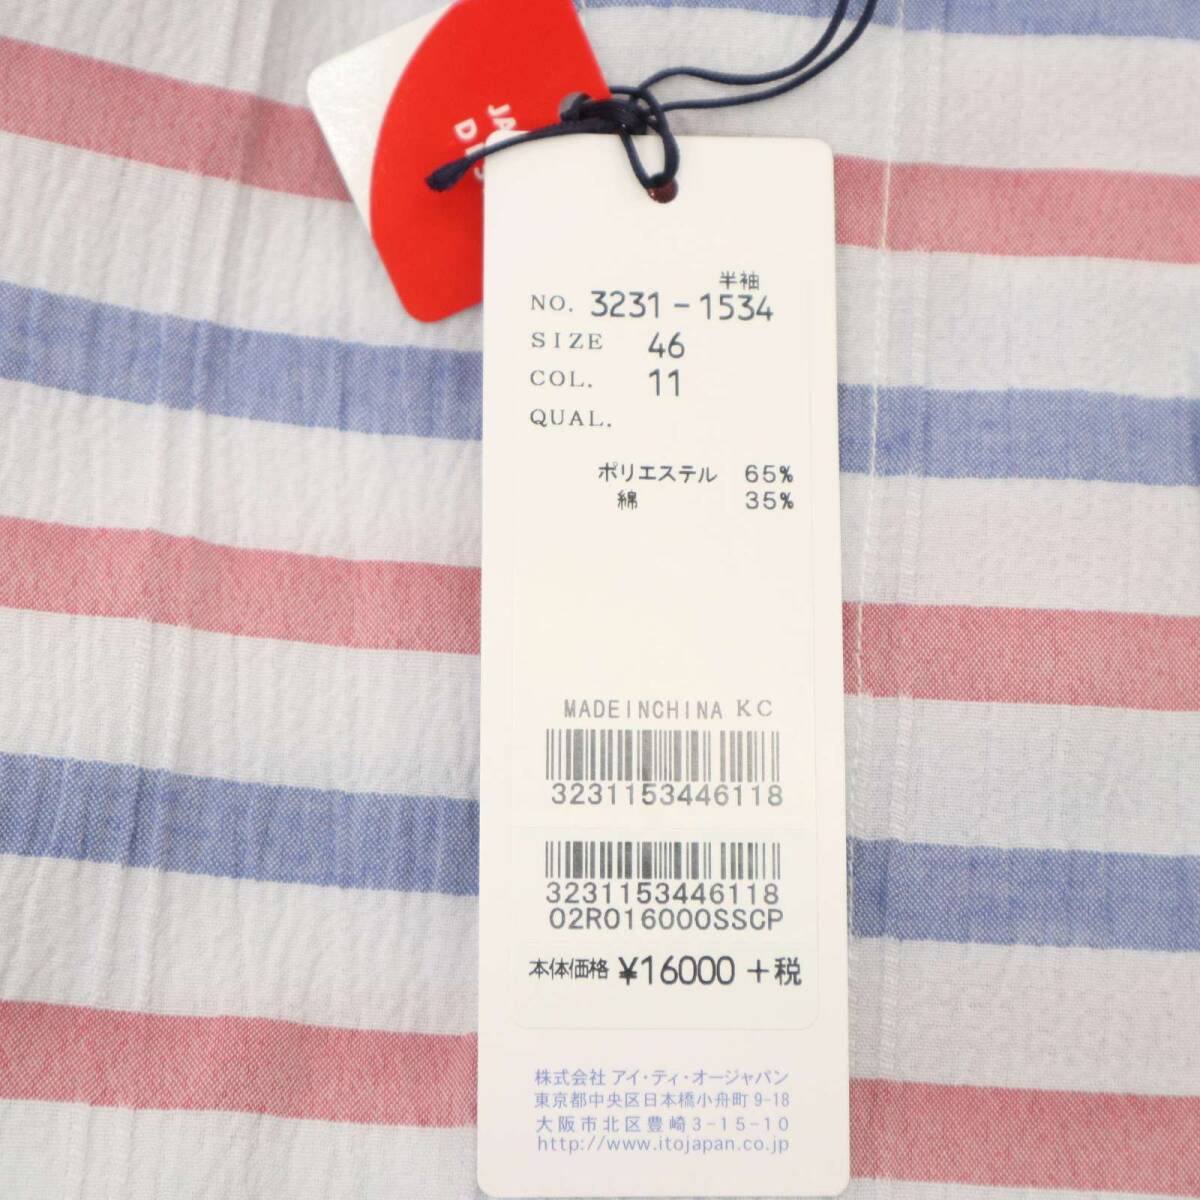 JA
半袖
NO. 3231-1534
SIZE 46
COL. 11
QUAL.
ポリエステル 65%
綿 35%
MADEINCHINA KC
3231153446118
3231153446118
02R016000SSCP
本体価格 ¥16000 +税
株式会社 アイ・ティ・オージャパン
東京都中央区日本橋小舟町 9-18
大阪市北区豊崎3-15-10
http://www.itojapan.co.jp